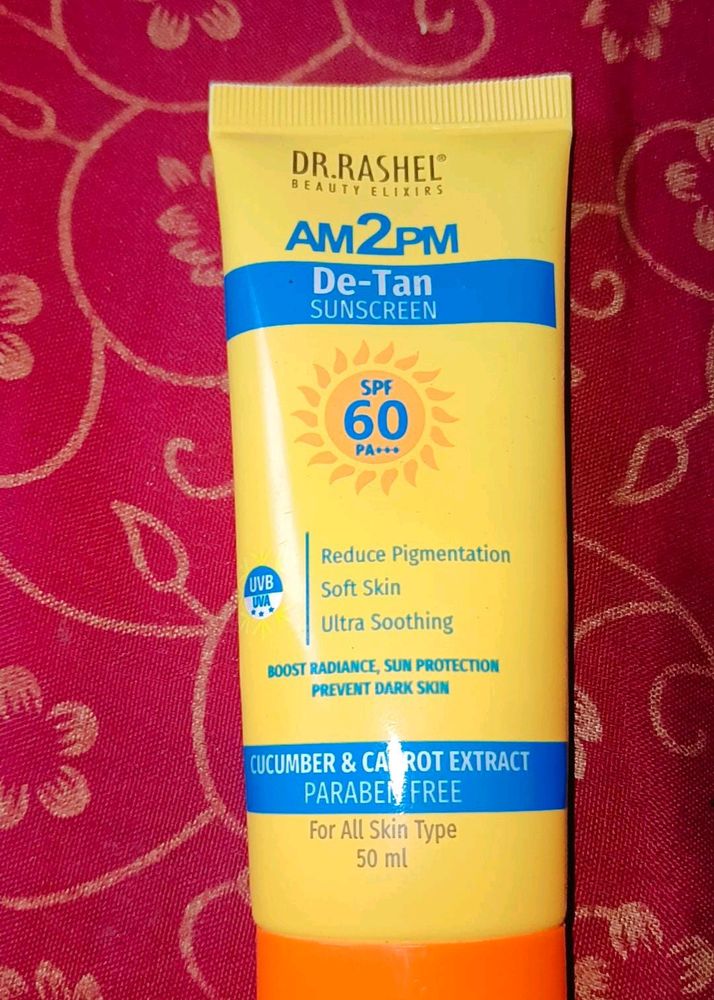 DR.RASHEL®
BEAUTY ELIXIRS
AM2PM
De-Tan
SUNSCREEN
SPF
60
PA+++
UVB
UVA
Reduce Pigmentation
Soft Skin
Ultra Soothing
BOOST RADIANCE, SUN PROTECTION
PREVENT DARK SKIN
CUCUMBER & CARROT EXTRACT
PARABEN FREE
For All Skin Type
50 ml